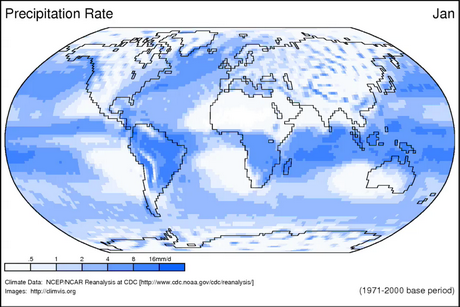 Precipitation Rate
Jan
.5 1 2 4 8 16mm/d
Climate Data: NCEP/NCAR Reanalysis at CDC [http://www.cdc.noaa.gov/cdc/reanalysis/]
Images: http://climvis.org
(1971-2000 base period)